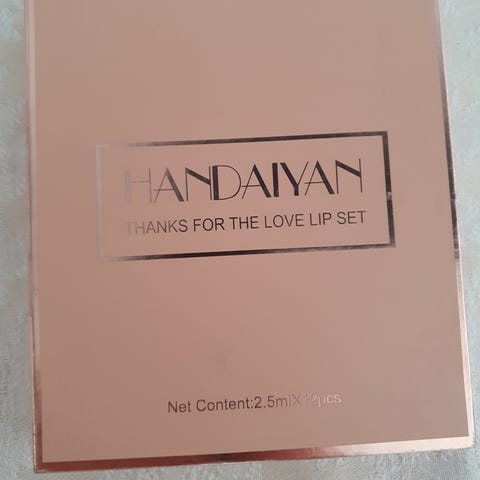 HANDAIYAN
THANKS FOR THE LOVE LIP SET
Net Content:2.5mlX12pcs